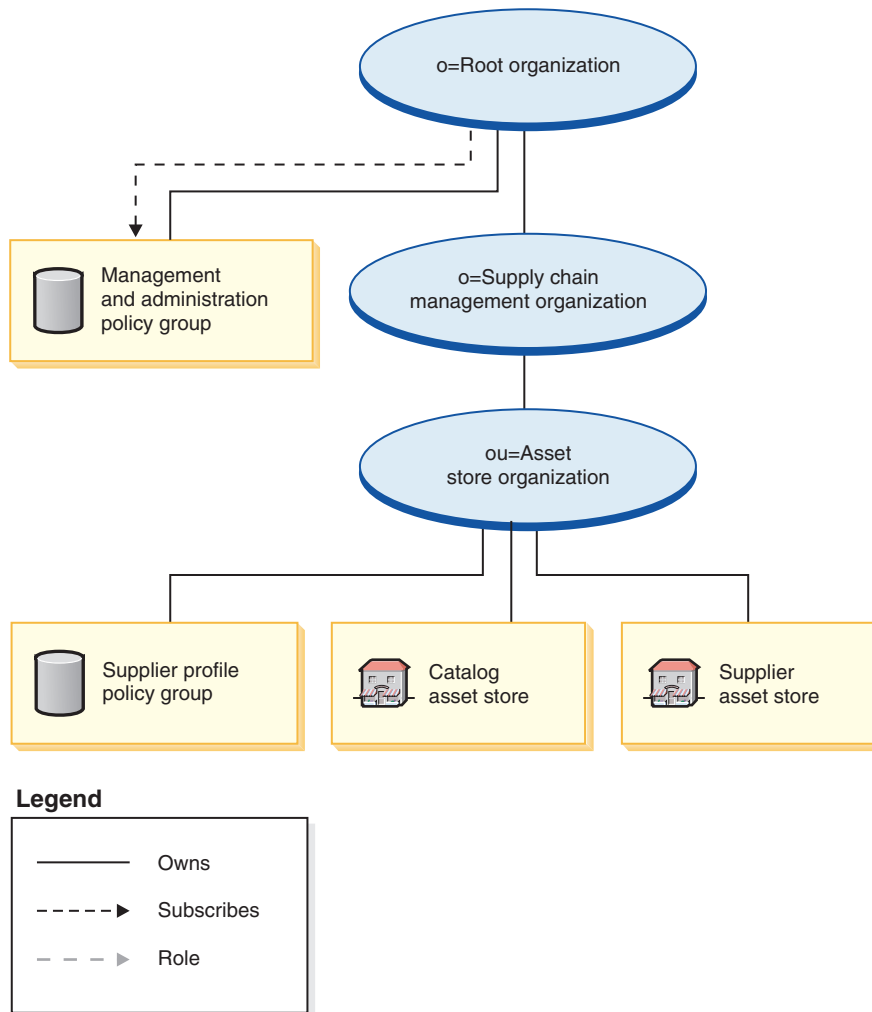 o=Root organization
Management
and administration
policy group
o=Supply chain
management organization
ou=Asset
store organization
Supplier profile
policy group
Catalog
asset store
Supplier
asset store
Legend
Owns
Subscribes
Role